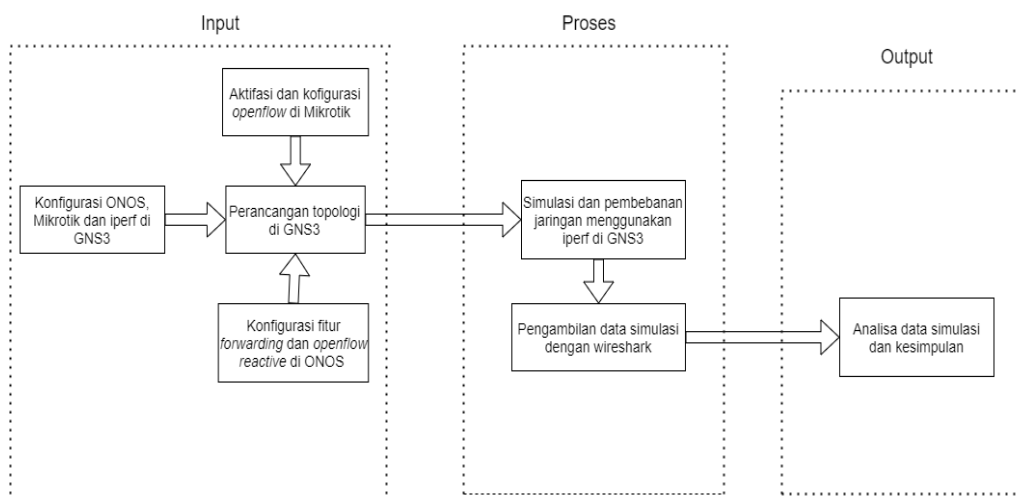 Input
Proses
Output
Aktifasi dan kofigurasi
openflow di Mikrotik
Konfigurasi ONOS,
Mikrotik dan iperf di
GNS3
Perancangan topologi
di GNS3
Konfigurasi fitur
forwarding dan openflow
reactive di ONOS
Simulasi dan pembebanan
jaringan menggunakan
iperf di GNS3
Pengambilan data simulasi
dengan wireshark
Analisa data simulasi
dan kesimpulan